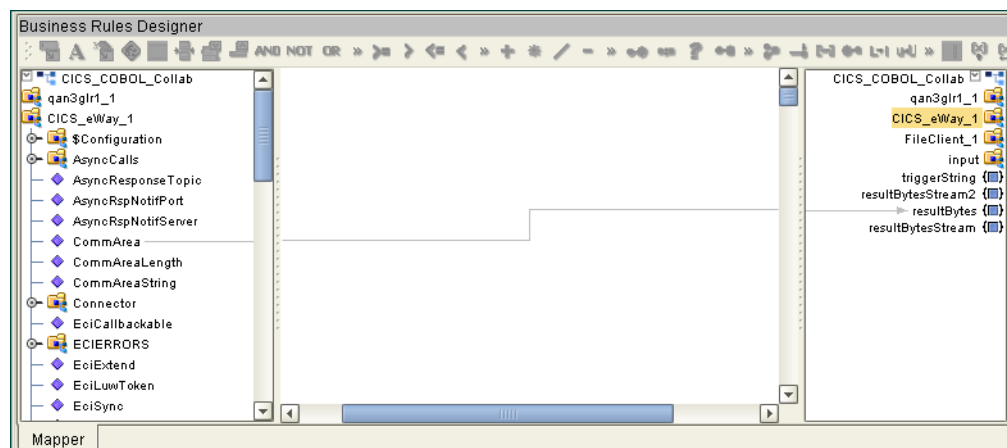 Business Rules Designer
A AND NOT OR » >= > <= < » + * / - » ? » »
CICS_COBOL_Collab
qan3glr1_1
CICS_eWay_1
$Configuration
AsyncCalls
AsyncResponseTopic
AsyncRspNotifPort
AsyncRspNotifServer
CommArea
CommAreaLength
CommAreaString
Connector
EciCallbackable
ECIERRORS
EciExtend
EciLuwToken
EciSync
CICS_COBOL_Collab
qan3glr1_1
CICS_eWay_1
FileClient_1
input
triggerString
resultBytesStream2
resultBytes
resultBytesStream
Mapper